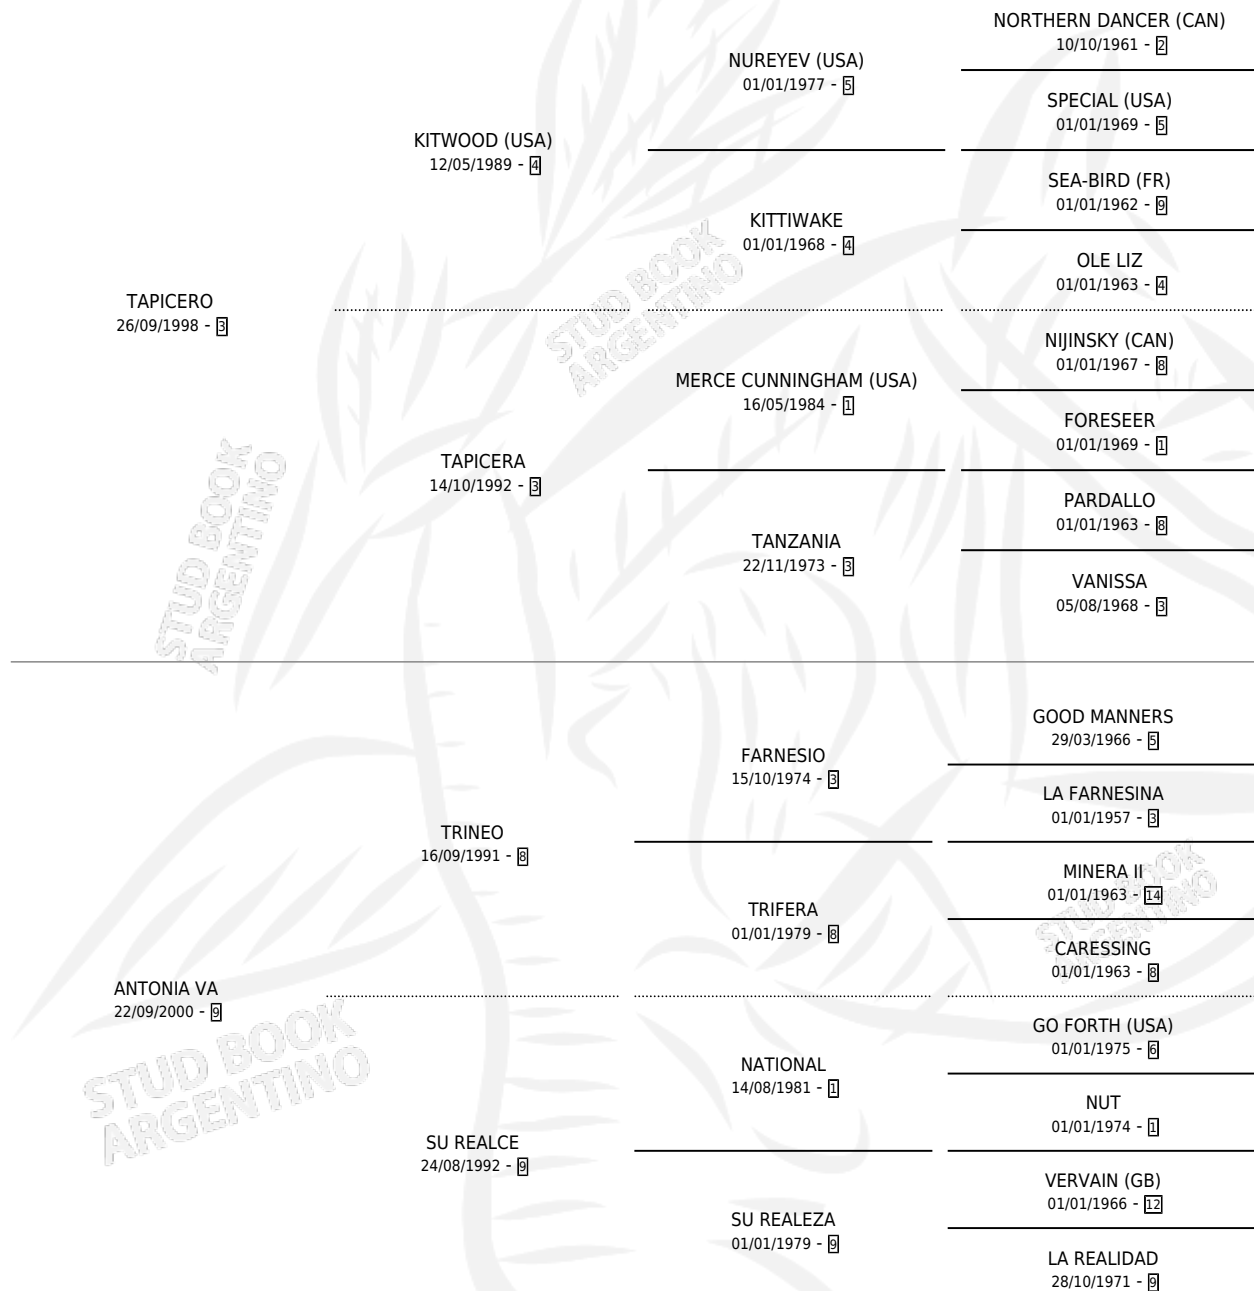 NORTHERN DANCER (CAN)
10/10/1961 - 2
NUREYEV (USA)
01/01/1977 - 5
SPECIAL (USA)
01/01/1969 - 5
KITWOOD (USA)
12/05/1989 - 4
SEA-BIRD (FR)
01/01/1962 - 9
KITTIWAKE
01/01/1968 - 4
OLE LIZ
01/01/1963 - 4
TAPICERO
26/09/1998 - 3
NIJINSKY (CAN)
01/01/1967 - 8
MERCE CUNNINGHAM (USA)
16/05/1984 - 1
FORESEER
01/01/1969 - 1
TAPICERA
14/10/1992 - 3
PARDALLO
01/01/1963 - 8
TANZANIA
22/11/1973 - 3
VANISSA
05/08/1968 - 3
GOOD MANNERS
29/03/1966 - 5
FARNESIO
15/10/1974 - 3
LA FARNESINA
01/01/1957 - 3
TRINEO
16/09/1991 - 8
MINERA II
01/01/1963 - 14
TRIFERA
01/01/1979 - 8
CARESSING
01/01/1963 - 8
ANTONIA VA
22/09/2000 - 9
GO FORTH (USA)
01/01/1975 - 6
NATIONAL
14/08/1981 - 1
NUT
01/01/1974 - 1
SU REALCE
24/08/1992 - 9
VERVAIN (GB)
01/01/1966 - 12
SU REALEZA
01/01/1979 - 9
LA REALIDAD
28/10/1971 - 9
STUD BOOK
ARGENTINO
STUD BOOK
ARGENTINO
STUD BOOK
ARGENTINO
STUD BOOK
ARGENTINO